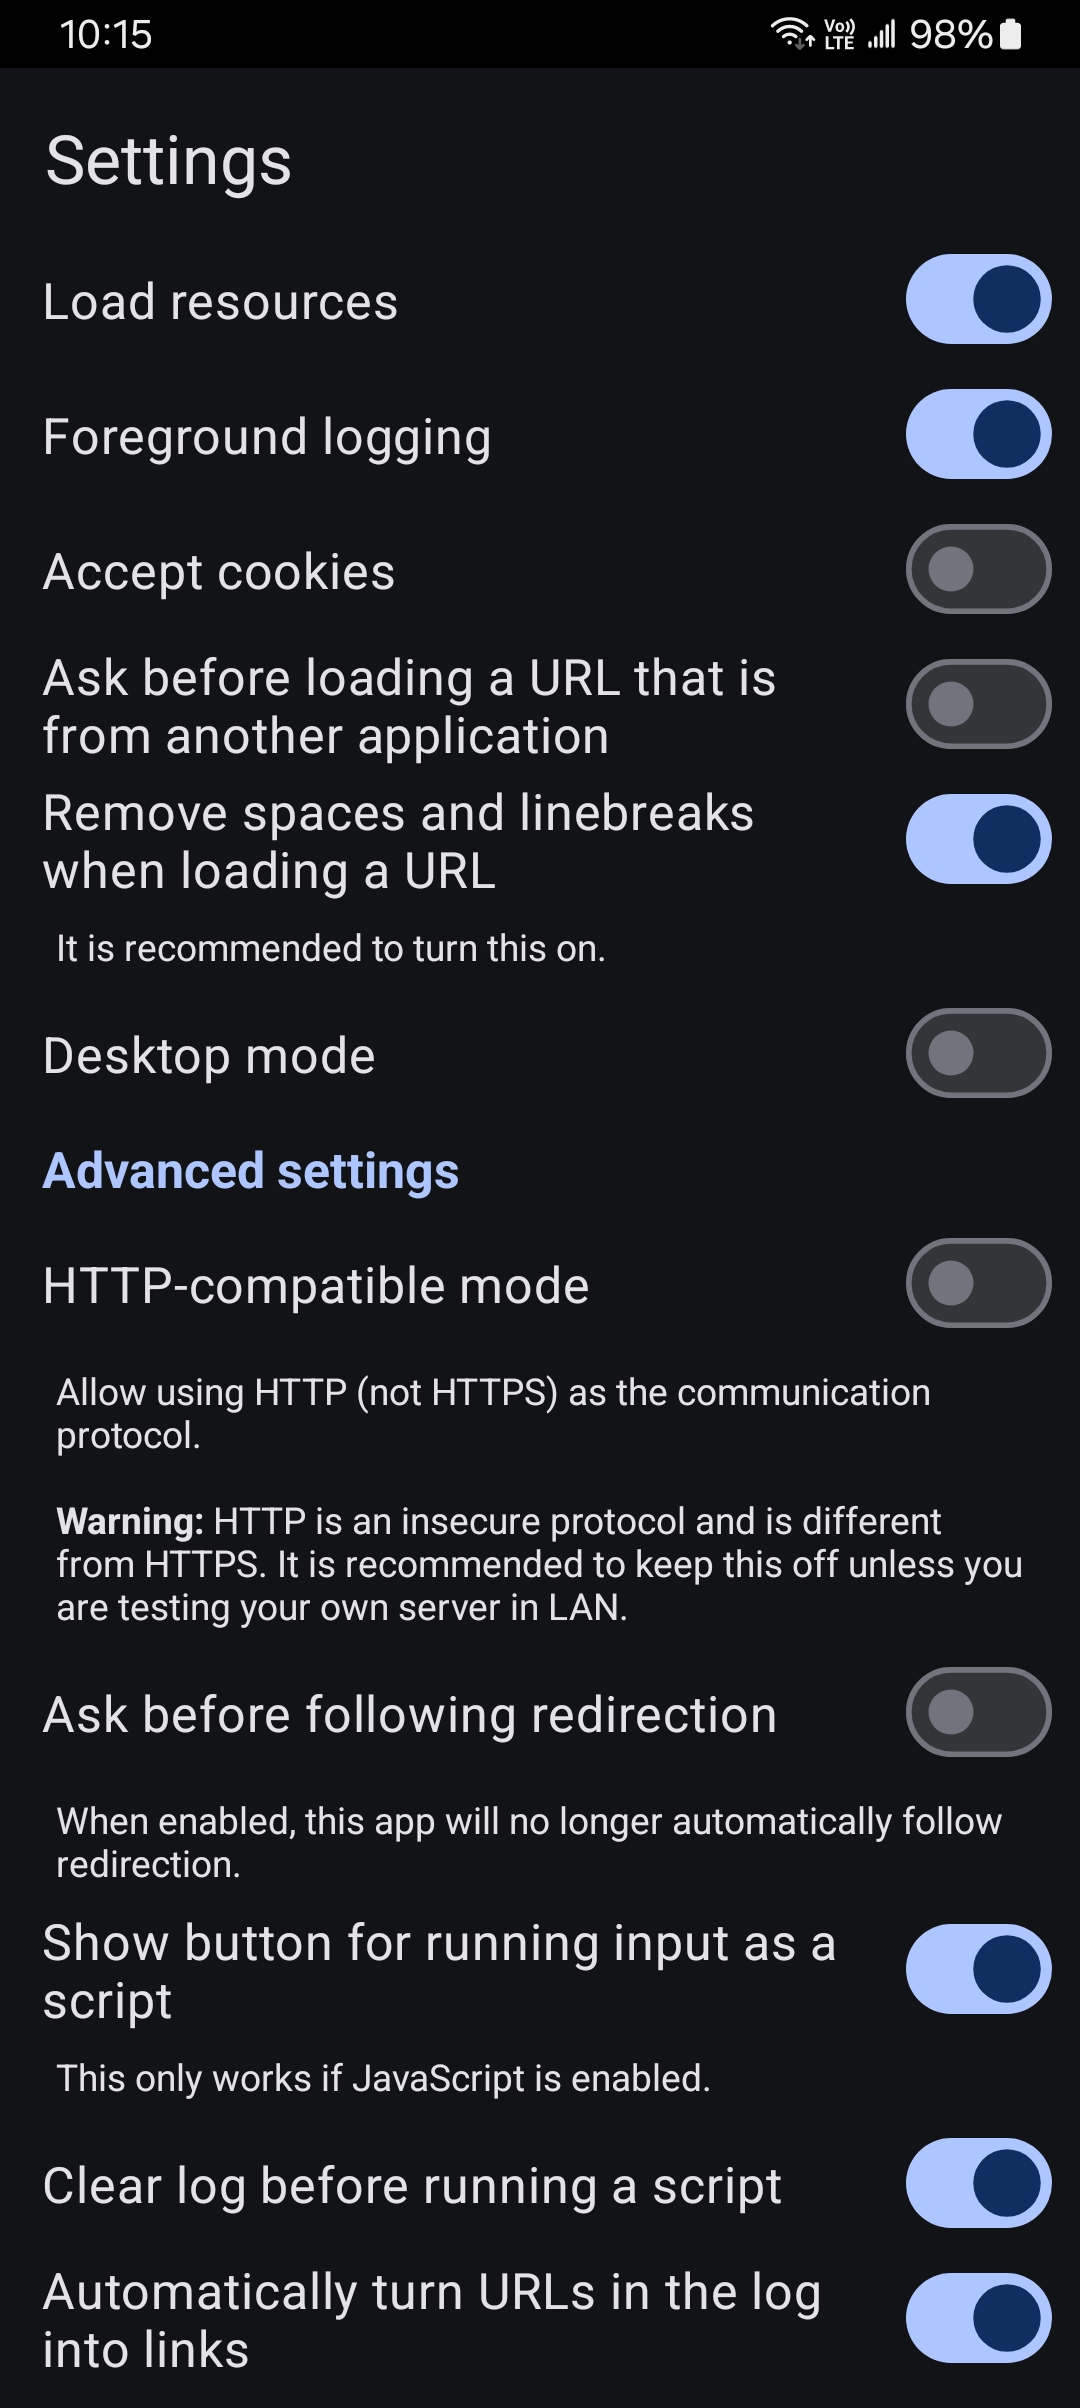 10:15
Vo))
LTE
98%
Settings
Load resources
Foreground logging
Accept cookies
Ask before loading a URL that is
from another application
Remove spaces and linebreaks
when loading a URL
It is recommended to turn this on.
Desktop mode
Advanced settings
HTTP-compatible mode
Allow using HTTP (not HTTPS) as the communication
protocol.
Warning: HTTP is an insecure protocol and is different
from HTTPS. It is recommended to keep this off unless you
are testing your own server in LAN.
Ask before following redirection
When enabled, this app will no longer automatically follow
redirection.
Show button for running input as a
script
This only works if JavaScript is enabled.
Clear log before running a script
Automatically turn URLs in the log
into links